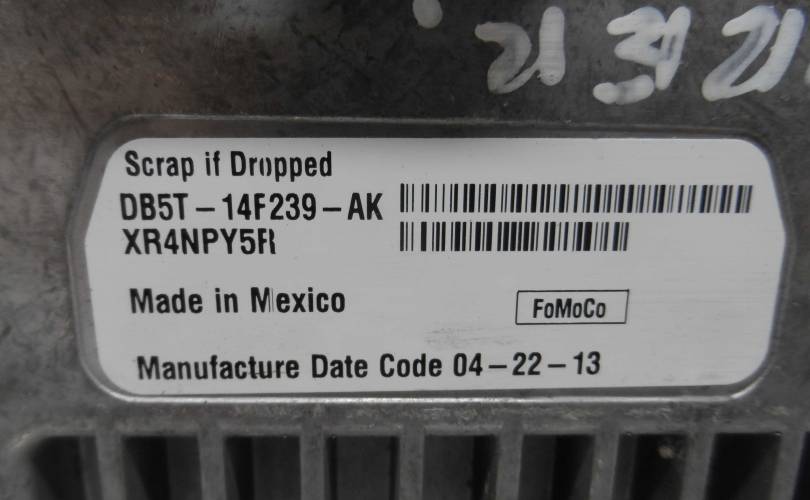 Scrap if Dropped
DB5T-14F239-AK
XR4NPY5R
Made in Mexico
FoMoCo
Manufacture Date Code 04-22-13